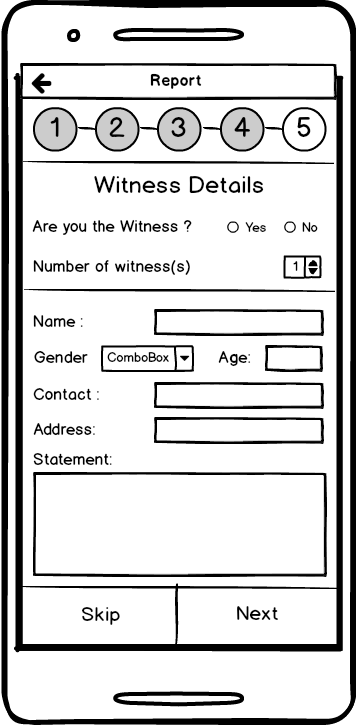 Report
1 2 3 4 5
Witness Details
Are you the Witness ? Yes No
Number of witness(s) 1
Name :
Gender ComboBox Age:
Contact :
Address:
Statement:
Skip Next